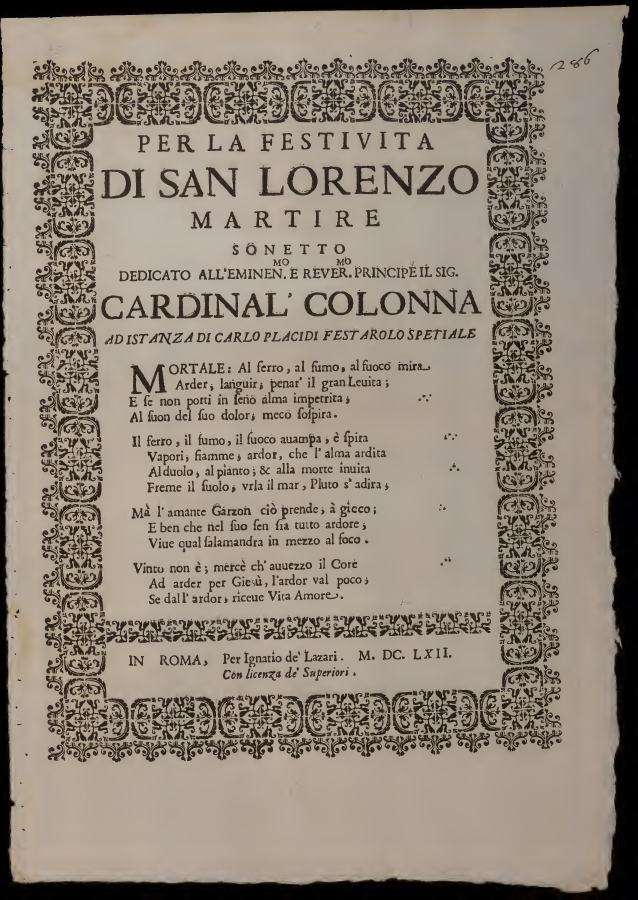 286
PER LA FESTIVITA
DI SAN LORENZO
MARTIRE
SONETTO
DEDICATO ALL'EMINEN.MO E REVER.MO PRINCIPE IL SIG.
CARDINAL' COLONNA
AD ISTANZA DI CARLO PLACIDI FESTAROLO SPETIALE
MORTALE: Al ferro, al fumo, al fuoco mira
Arder, languir, penar' il gran Leuita;
E se non porti in seno alma impetrita,
Al suon del suo dolor, meco sospira.
Il ferro, il fumo, il fuoco auampa, è spira
Vapori, fiamme, ardor, che l'alma ardita
Al duolo, al pianto; & alla morte inuita
Freme il suolo, vrla il mar, Pluto s'adira,
Mà l'amante Garzon ciò prende, à gioco;
E ben che nel suo sen sia tutto ardore,
Viue qual salamandra in mezzo al foco.
Vinto non è; mercè ch'auuezzo il Core
Ad arder per Giesù, l'ardor val poco;
Se dall'ardor, riceue Vita Amore.
IN ROMA, Per Ignatio de' Lazari. M. DC. LXII.
Con licenza de' Superiori.